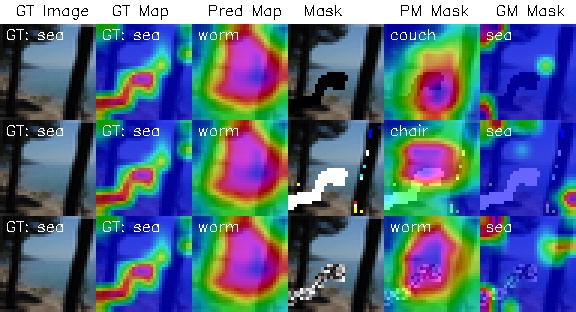 GT Image GT Map Pred Map Mask PM Mask GM Mask
GT: sea GT: sea worm couch sea
GT: sea GT: sea worm chair sea
GT: sea GT: sea worm worm sea